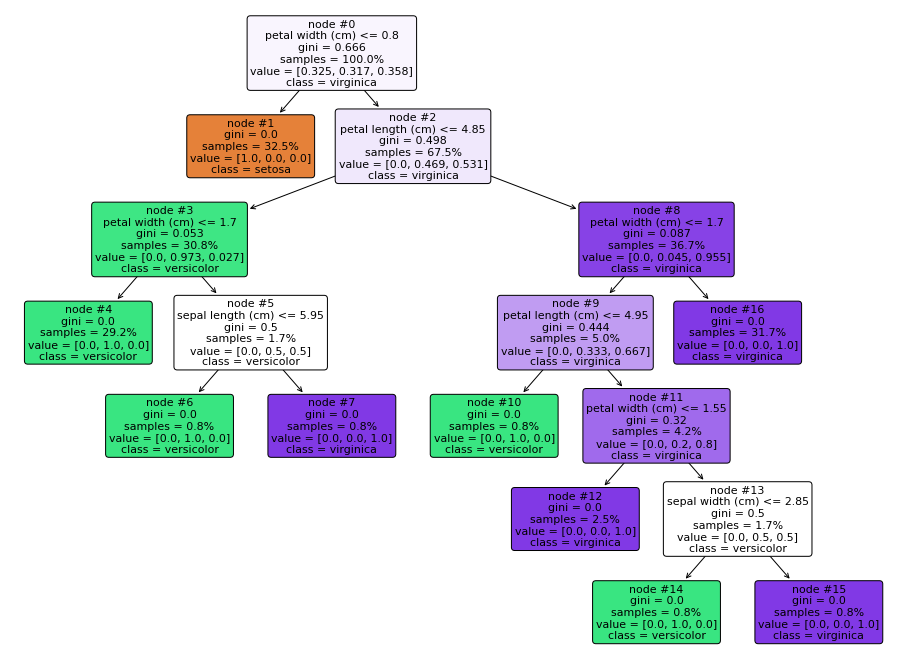 node #0
petal width (cm) <= 0.8
gini = 0.666
samples = 100.0%
value = [0.325, 0.317, 0.358]
class = virginica
node #1
gini = 0.0
samples = 32.5%
value = [1.0, 0.0, 0.0]
class = setosa
node #2
petal length (cm) <= 4.85
gini = 0.498
samples = 67.5%
value = [0.0, 0.469, 0.531]
class = virginica
node #3
petal width (cm) <= 1.7
gini = 0.053
samples = 30.8%
value = [0.0, 0.973, 0.027]
class = versicolor
node #8
petal width (cm) <= 1.7
gini = 0.087
samples = 36.7%
value = [0.0, 0.045, 0.955]
class = virginica
node #4
gini = 0.0
samples = 29.2%
value = [0.0, 1.0, 0.0]
class = versicolor
node #5
sepal length (cm) <= 5.95
gini = 0.5
samples = 1.7%
value = [0.0, 0.5, 0.5]
class = versicolor
node #9
petal length (cm) <= 4.95
gini = 0.444
samples = 5.0%
value = [0.0, 0.333, 0.667]
class = virginica
node #16
gini = 0.0
samples = 31.7%
value = [0.0, 0.0, 1.0]
class = virginica
node #6
gini = 0.0
samples = 0.8%
value = [0.0, 1.0, 0.0]
class = versicolor
node #7
gini = 0.0
samples = 0.8%
value = [0.0, 0.0, 1.0]
class = virginica
node #10
gini = 0.0
samples = 0.8%
value = [0.0, 1.0, 0.0]
class = versicolor
node #11
petal width (cm) <= 1.55
gini = 0.32
samples = 4.2%
value = [0.0, 0.2, 0.8]
class = virginica
node #12
gini = 0.0
samples = 2.5%
value = [0.0, 0.0, 1.0]
class = virginica
node #13
sepal width (cm) <= 2.85
gini = 0.5
samples = 1.7%
value = [0.0, 0.5, 0.5]
class = versicolor
node #14
gini = 0.0
samples = 0.8%
value = [0.0, 1.0, 0.0]
class = versicolor
node #15
gini = 0.0
samples = 0.8%
value = [0.0, 0.0, 1.0]
class = virginica